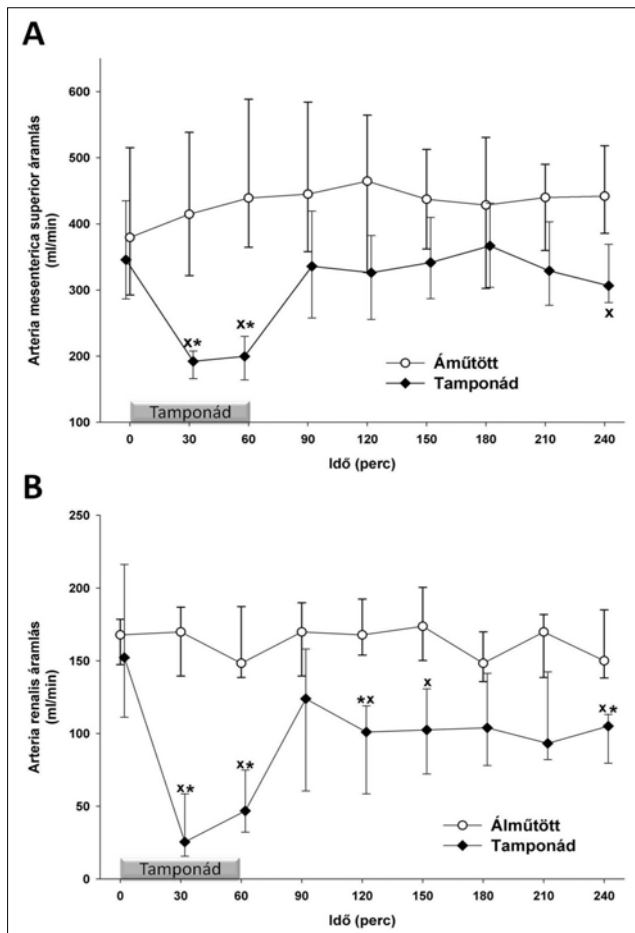 A
Arteria mesenterica superior áramlás
(ml/min)
600
500
400
300
200
100
x*
x*
x
Áműtött
Tamponád
Tamponád
0 30 60 90 120 150 180 210 240
Idő (perc)
B
Arteria renalis áramlás
(ml/min)
250
200
150
100
50
0
x*
x*
*x
x
x*
Álműtött
Tamponád
Tamponád
0 30 60 90 120 150 180 210 240
Idő (perc)